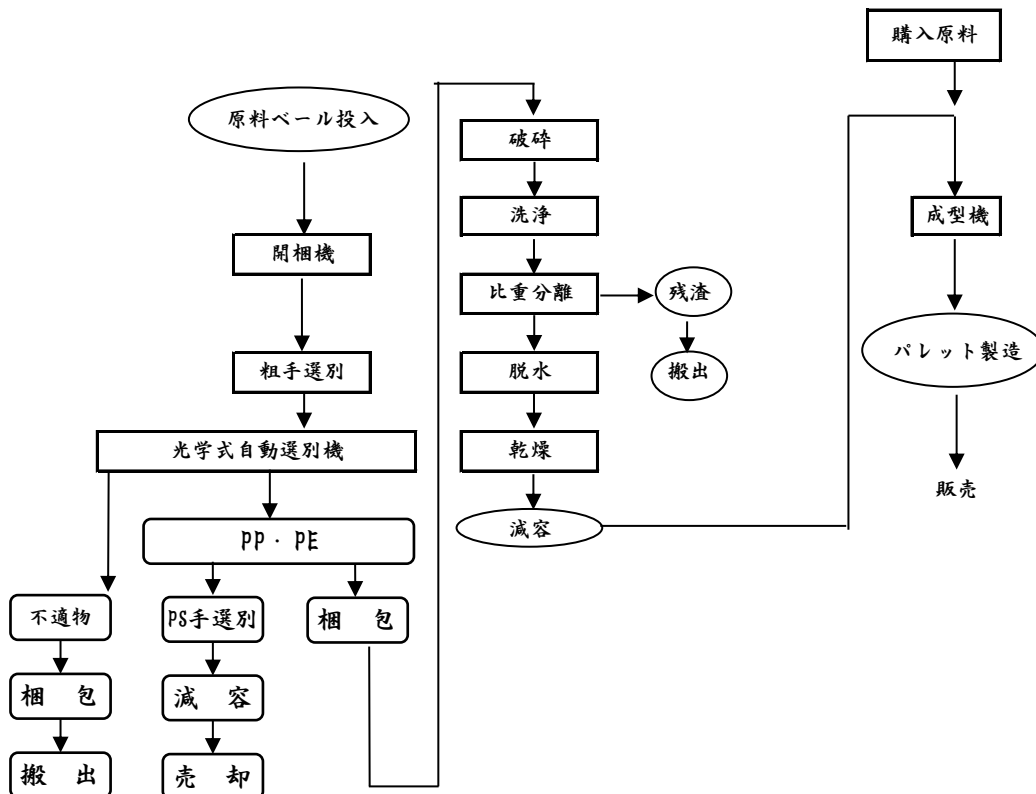 購入原料
原料ベール投入
破砕
洗浄
成型機
開梱機
比重分離
残渣
パレット製造
粗手選別
脱水
搬出
光学式自動選別機
乾燥
販売
減容
PP・PE
不適物
PS手選別
梱　包
梱　包
減　容
搬　出
売　却